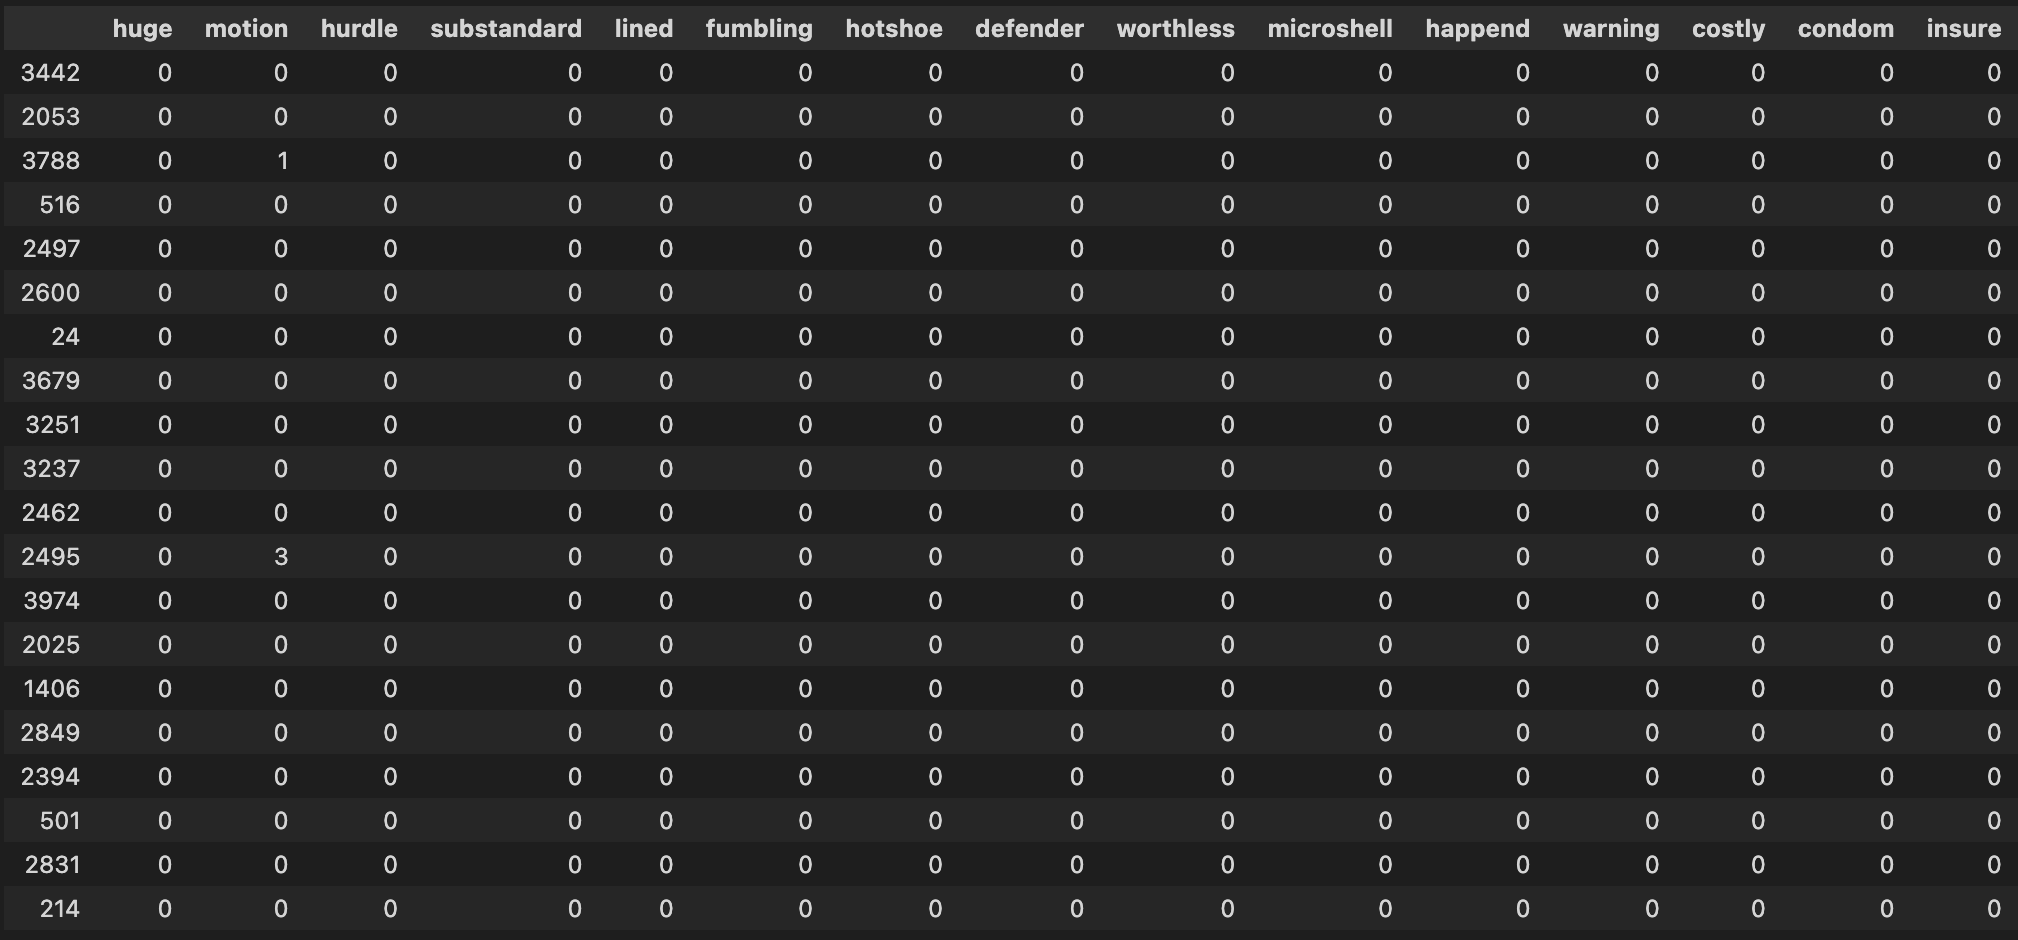 huge motion hurdle substandard lined fumbling hotshoe defender worthless microshell happend warning costly condom insure
3442 0 0 0 0 0 0 0 0 0 0 0 0 0 0 0
2053 0 0 0 0 0 0 0 0 0 0 0 0 0 0 0
3788 0 1 0 0 0 0 0 0 0 0 0 0 0 0 0
516 0 0 0 0 0 0 0 0 0 0 0 0 0 0 0
2497 0 0 0 0 0 0 0 0 0 0 0 0 0 0 0
2600 0 0 0 0 0 0 0 0 0 0 0 0 0 0 0
24 0 0 0 0 0 0 0 0 0 0 0 0 0 0 0
3679 0 0 0 0 0 0 0 0 0 0 0 0 0 0 0
3251 0 0 0 0 0 0 0 0 0 0 0 0 0 0 0
3237 0 0 0 0 0 0 0 0 0 0 0 0 0 0 0
2462 0 0 0 0 0 0 0 0 0 0 0 0 0 0 0
2495 0 3 0 0 0 0 0 0 0 0 0 0 0 0 0
3974 0 0 0 0 0 0 0 0 0 0 0 0 0 0 0
2025 0 0 0 0 0 0 0 0 0 0 0 0 0 0 0
1406 0 0 0 0 0 0 0 0 0 0 0 0 0 0 0
2849 0 0 0 0 0 0 0 0 0 0 0 0 0 0 0
2394 0 0 0 0 0 0 0 0 0 0 0 0 0 0 0
501 0 0 0 0 0 0 0 0 0 0 0 0 0 0 0
2831 0 0 0 0 0 0 0 0 0 0 0 0 0 0 0
214 0 0 0 0 0 0 0 0 0 0 0 0 0 0 0